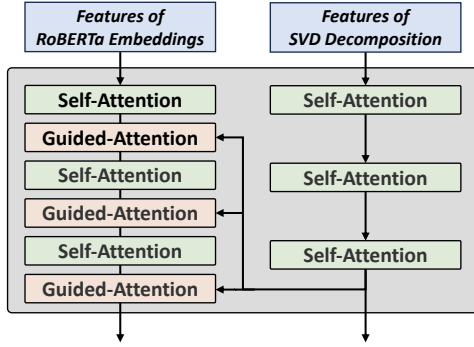 Features of
RoBERTa Embeddings
Self-Attention
Guided-Attention
Self-Attention
Guided-Attention
Self-Attention
Guided-Attention
Features of
SVD Decomposition
Self-Attention
Self-Attention
Self-Attention